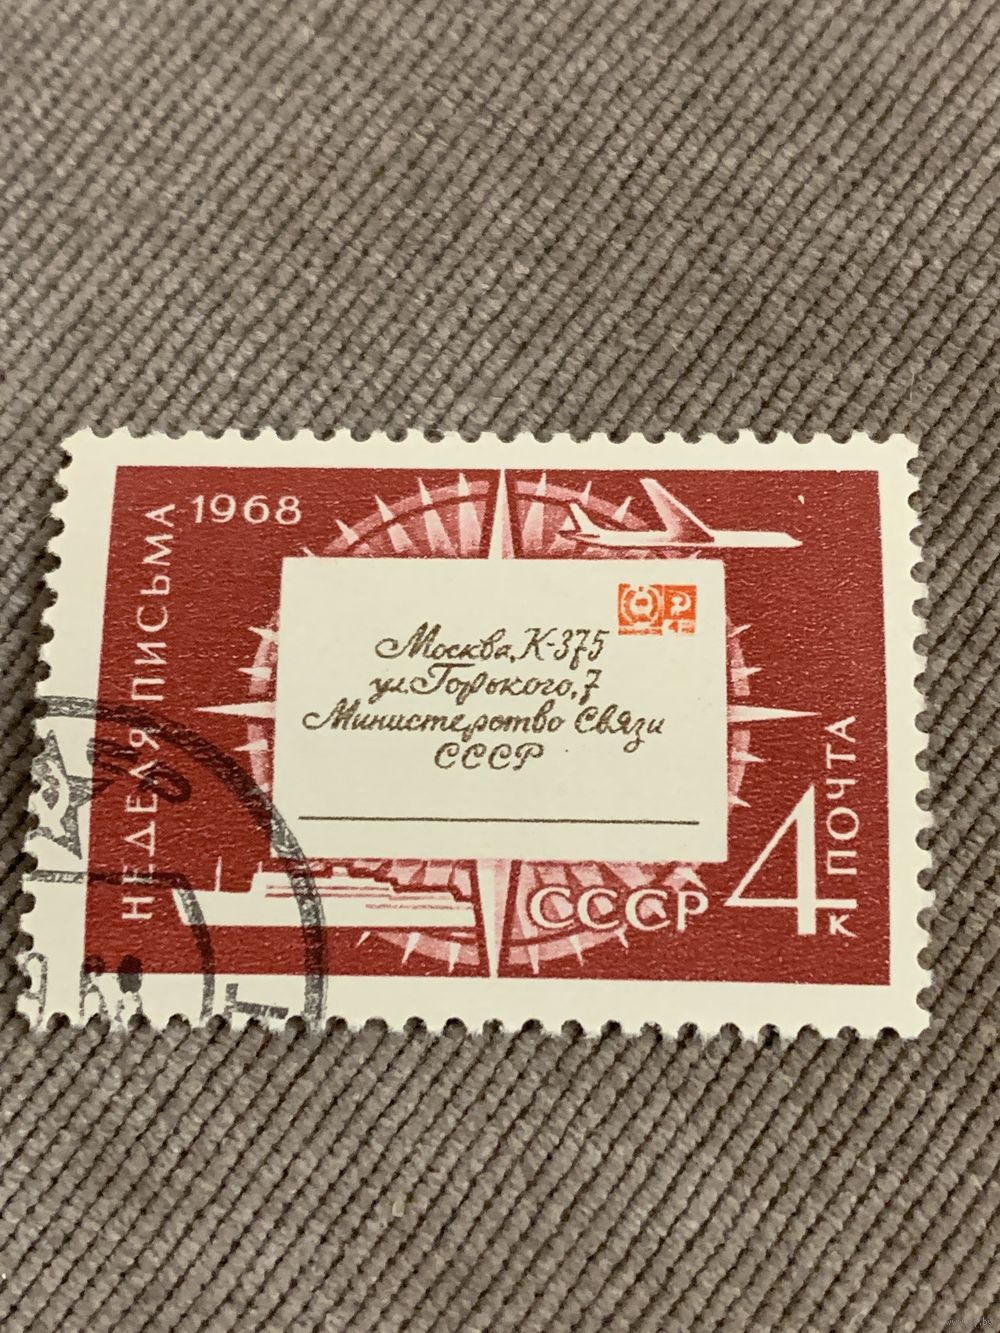 1968
НЕДЕЛЯ ПИСЬМА
Москва, К-375
ул. Горького, 7
Министерство Связи
СССР
СССР
4 к
ПОЧТА